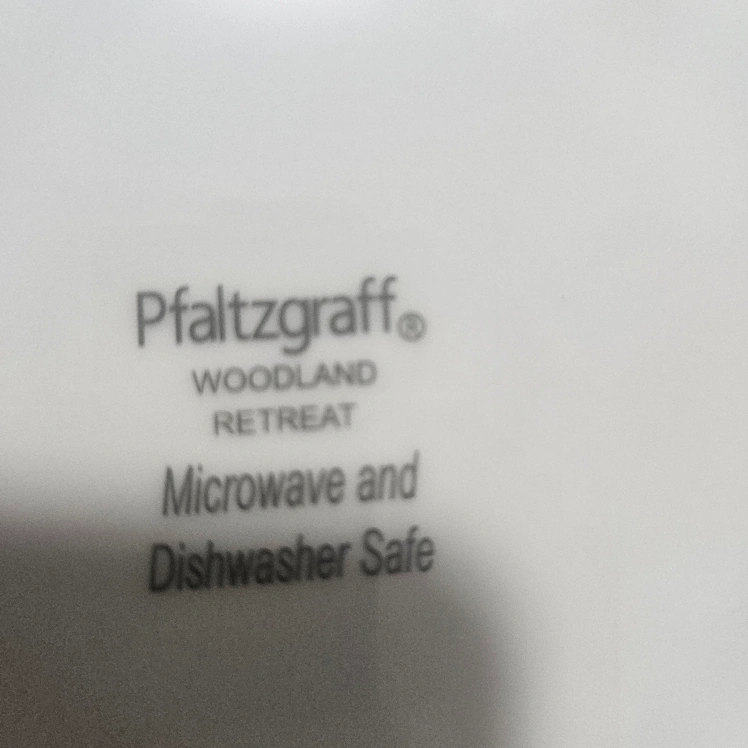 Pfaltzgraff®
WOODLAND
RETREAT
Microwave and
Dishwasher Safe